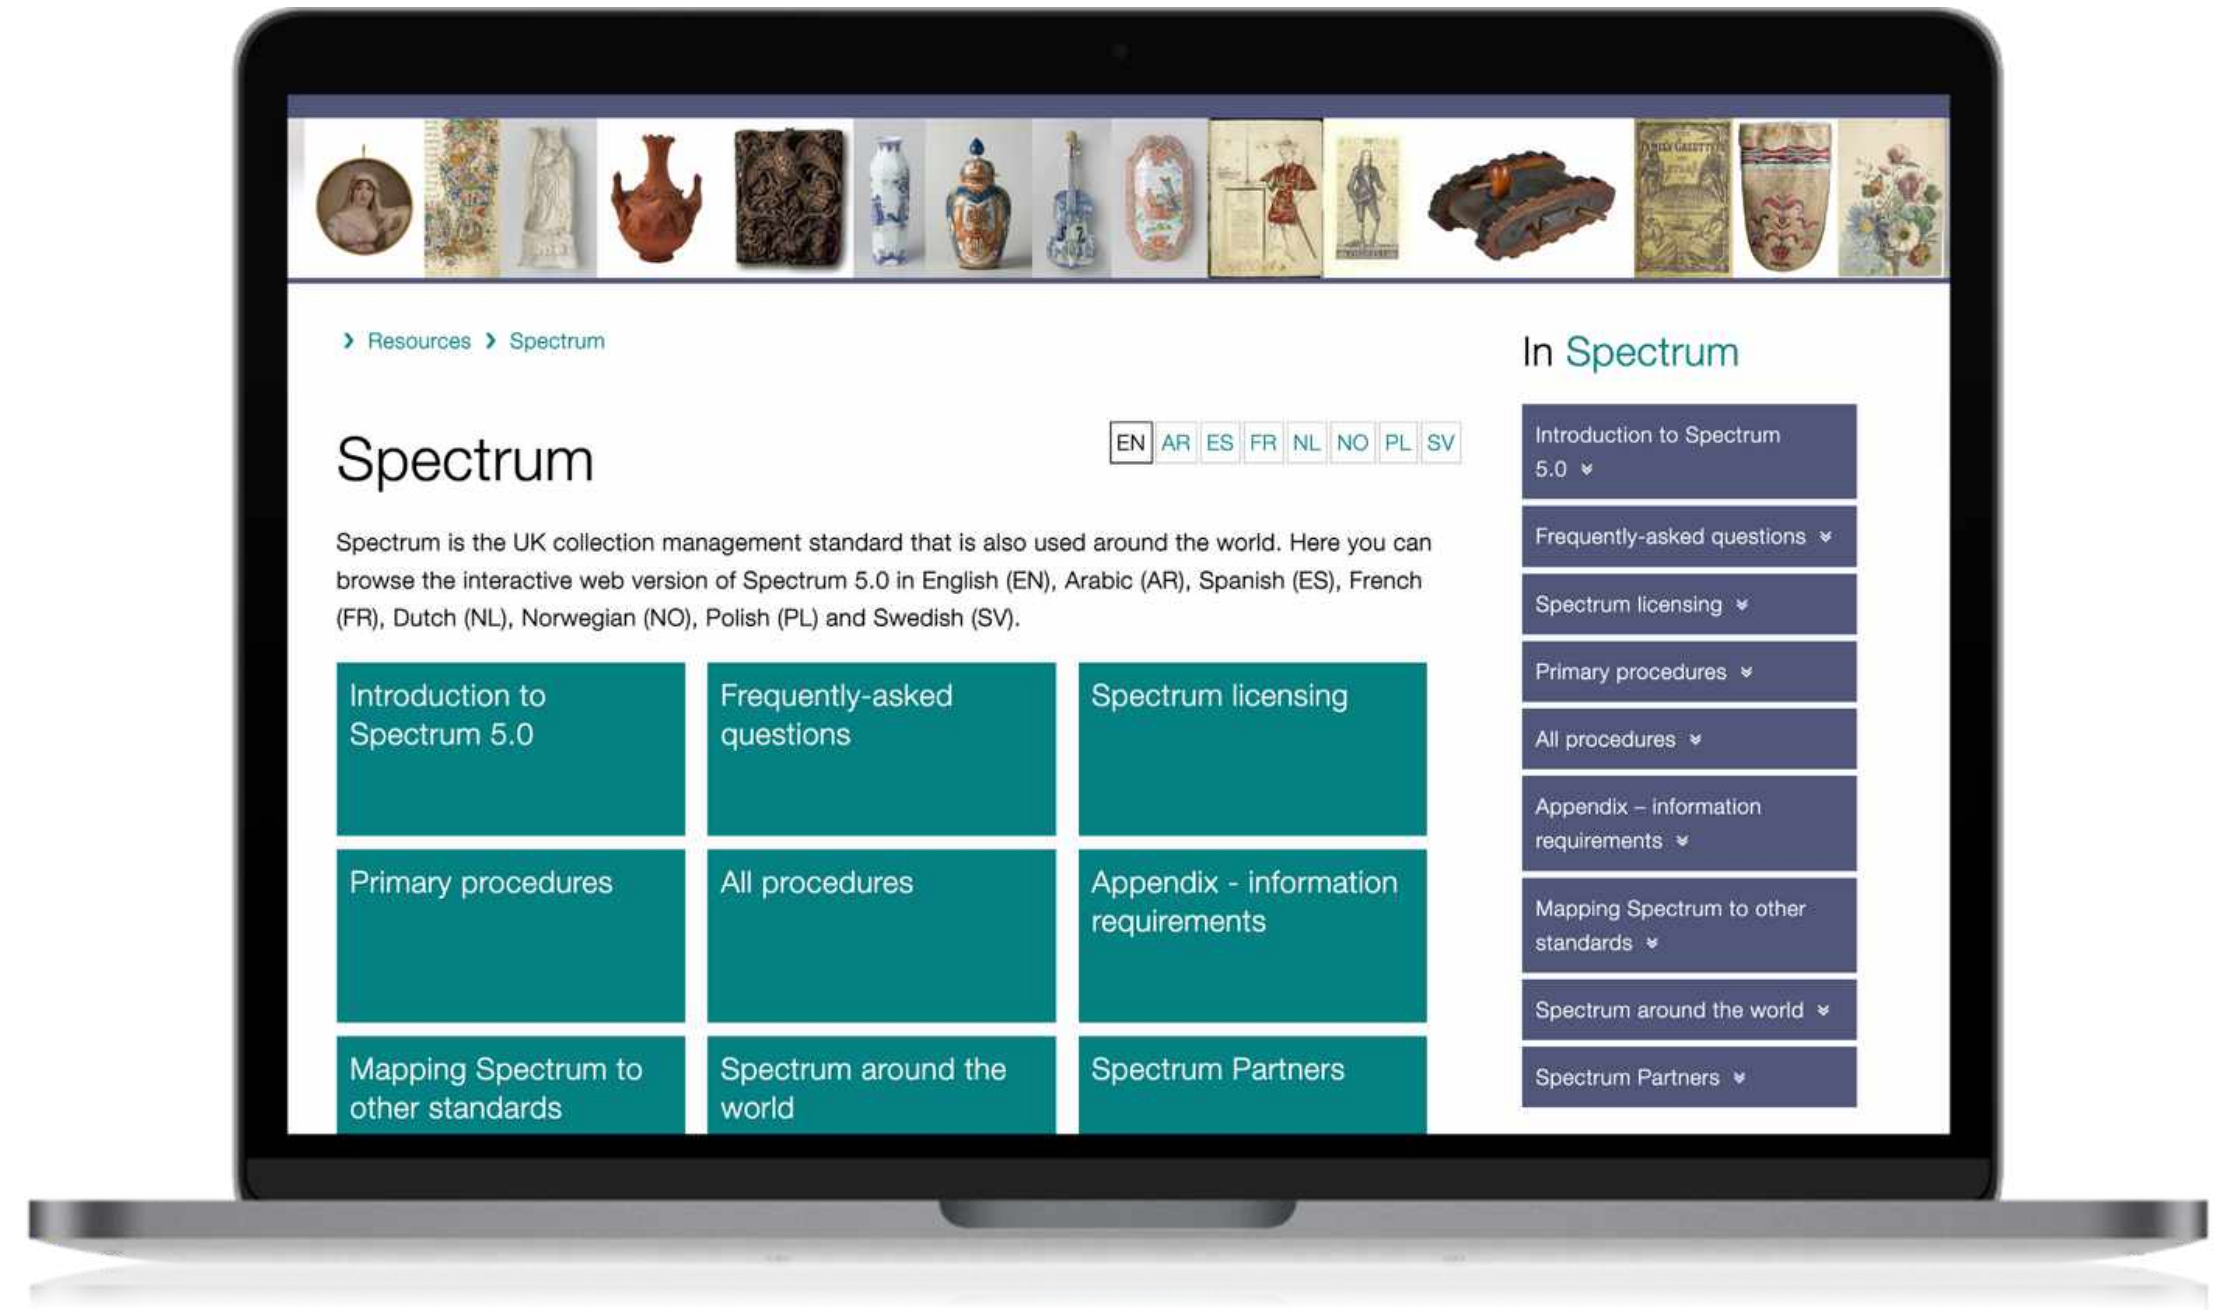 FAMILY GAZETTE
Resources
Spectrum
In Spectrum
Spectrum
EN AR ES FR NL NO PL SV
Spectrum is the UK collection management standard that is also used around the world. Here you can
browse the interactive web version of Spectrum 5.0 in English (EN), Arabic (AR), Spanish (ES), French
(FR), Dutch (NL), Norwegian (NO), Polish (PL) and Swedish (SV).
Introduction to
Spectrum 5.0
Frequently-asked
questions
Spectrum licensing
Primary procedures
All procedures
Appendix - information
requirements
Mapping Spectrum to
other standards
Spectrum around the
world
Spectrum Partners
Introduction to Spectrum
5.0
Frequently-asked questions
Spectrum licensing
Primary procedures
All procedures
Appendix – information
requirements
Mapping Spectrum to other
standards
Spectrum around the world
Spectrum Partners